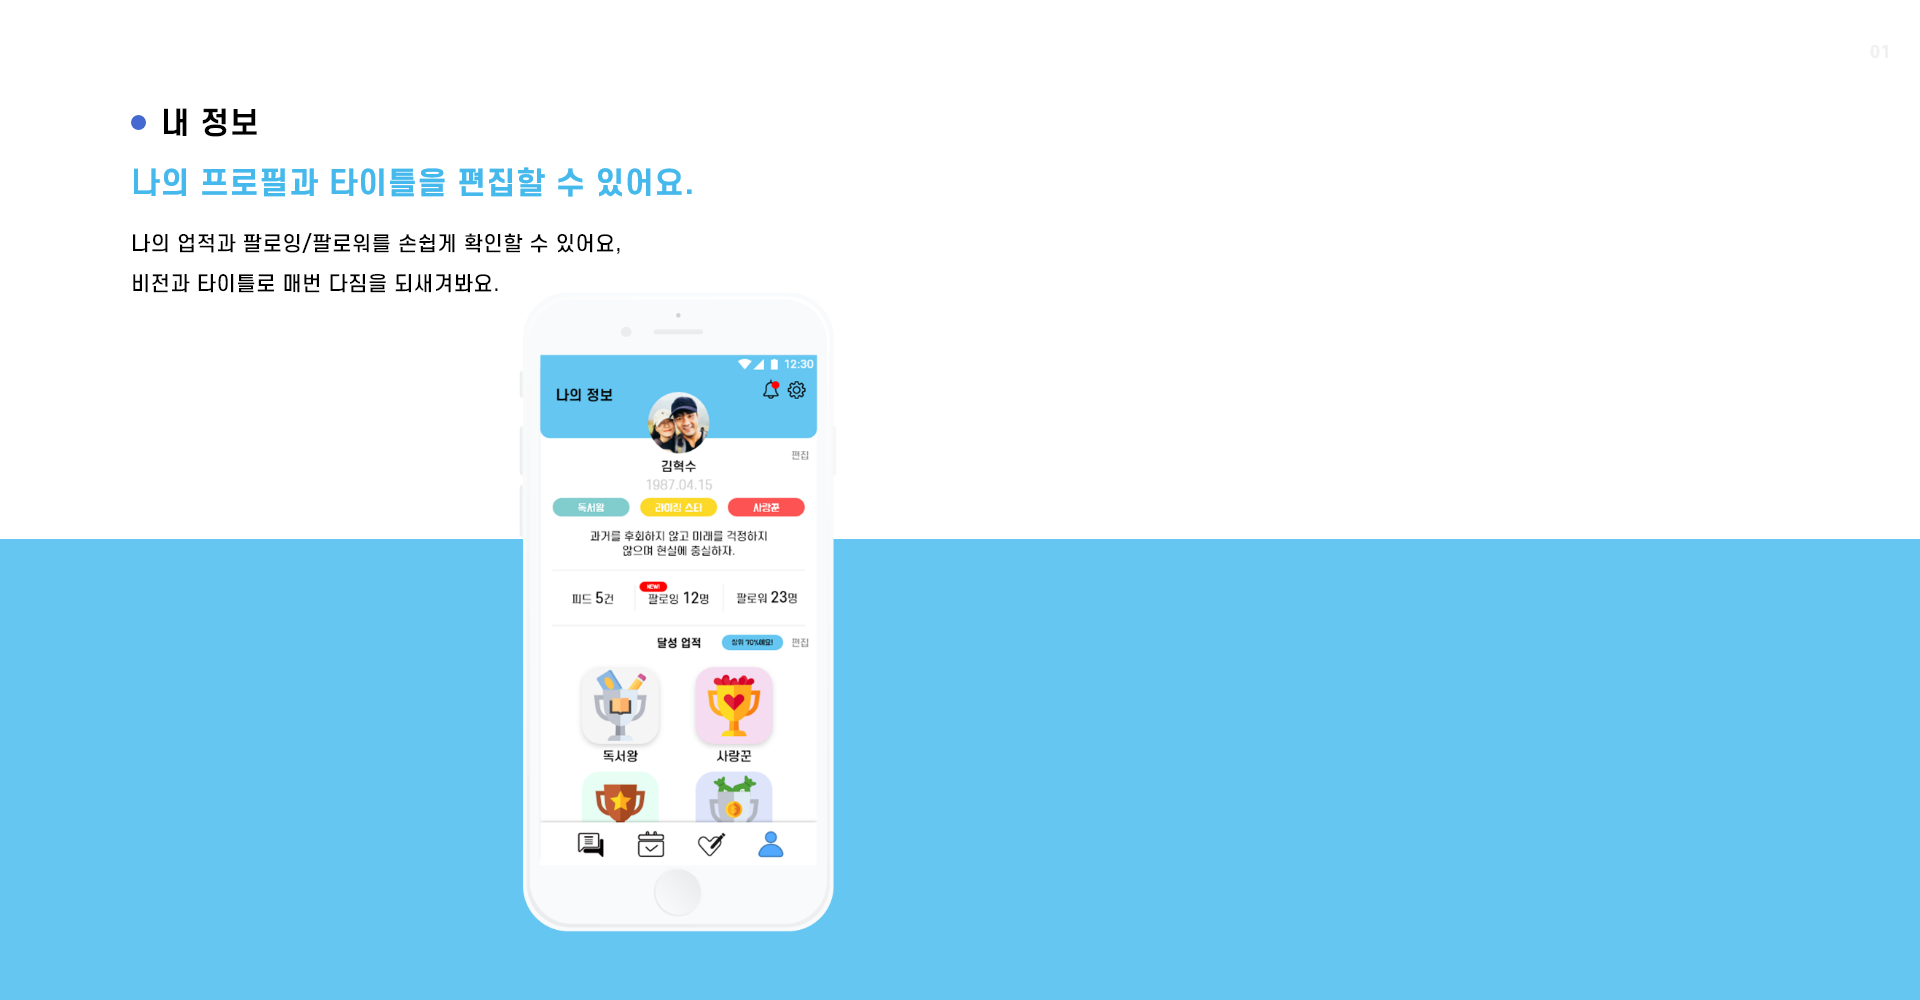 01
내 정보
나의 프로필과 타이틀을 편집할 수 있어요.
나의 업적과 팔로잉/팔로워를 손쉽게 확인할 수 있어요,
비전과 타이틀로 매번 다짐을 되새겨봐요.
12:30
나의 정보
편집
김혁수
1987.04.15
독서왕 라이징 스타 사랑꾼
과거를 후회하지 않고 미래를 걱정하지
않으며 현실에 충실하자.
NEW!
피드 5건 팔로잉 12명 팔로워 23명
달성 업적 상위 70%예요! 편집
독서왕 사랑꾼